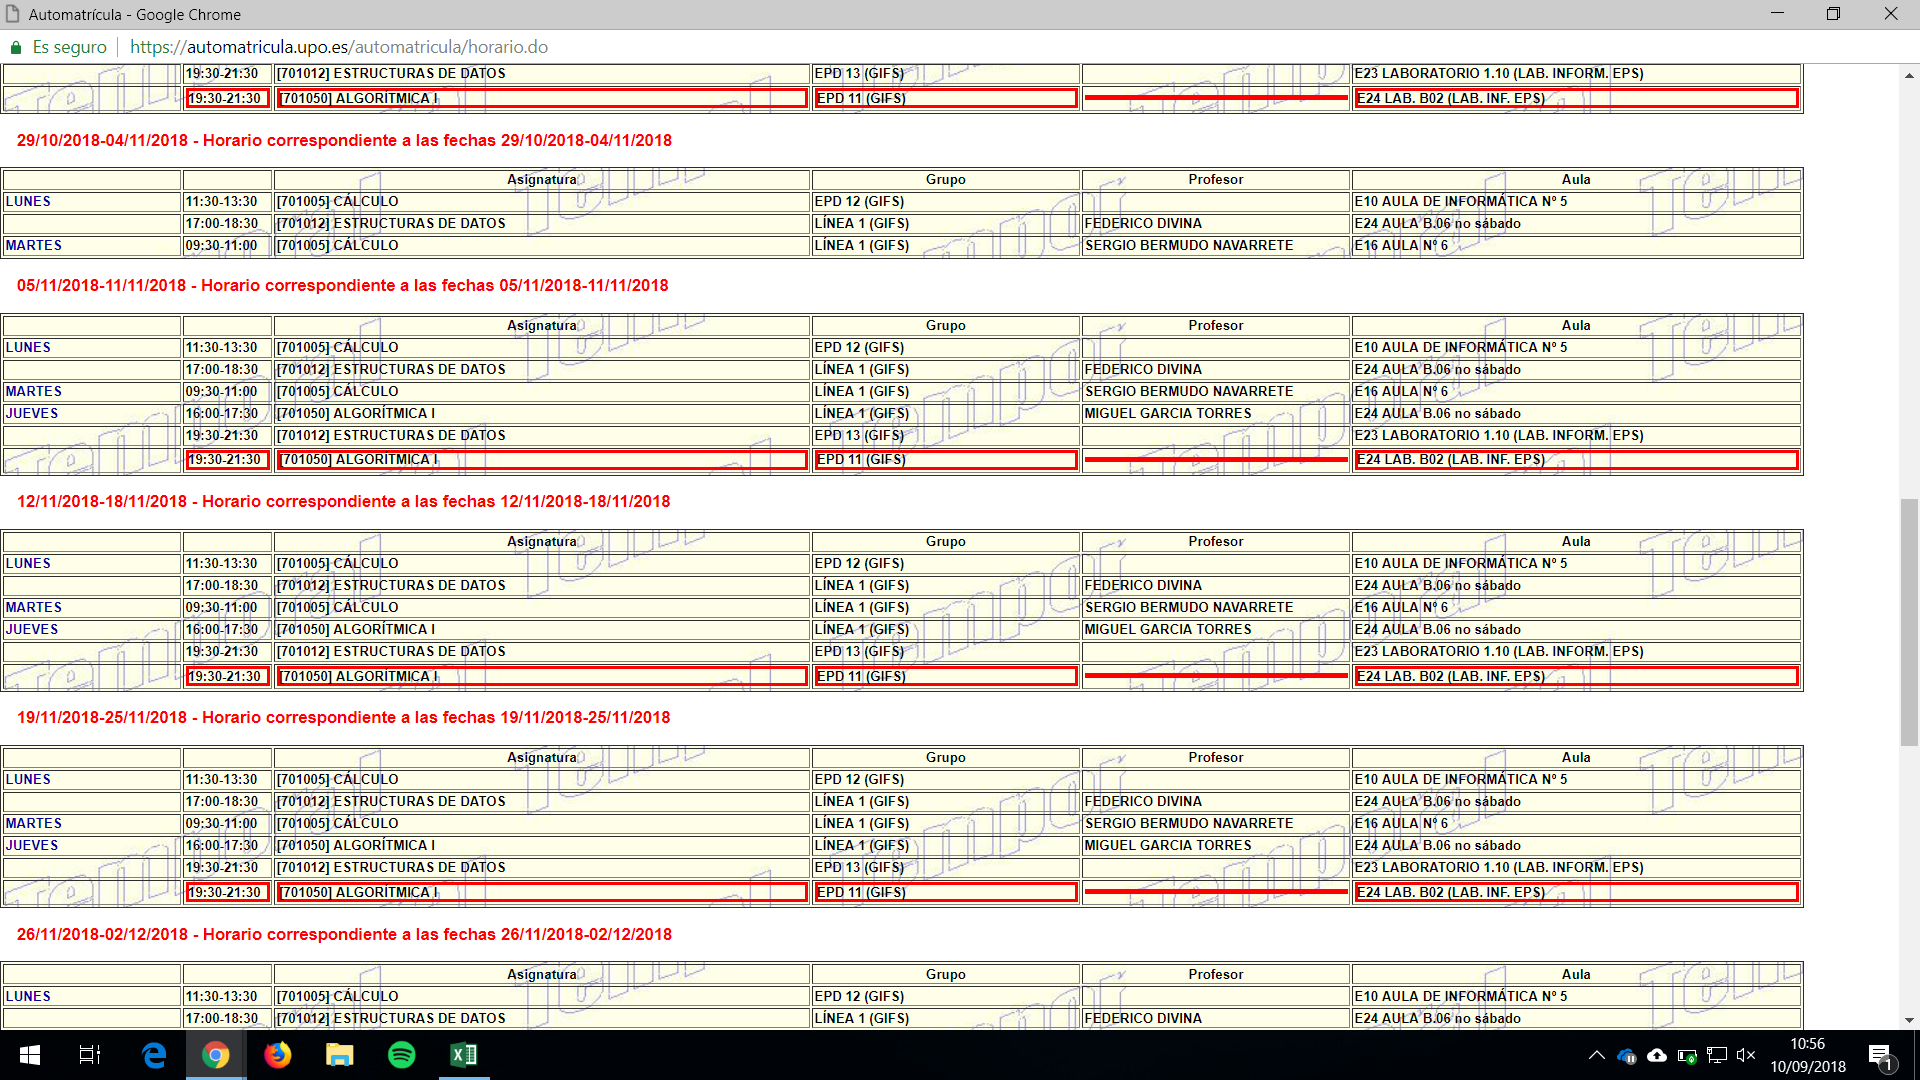 Automatrícula - Google Chrome
Es seguro https://automatricula.upo.es/automatricula/horario.do
19:30-21:30 [701012] ESTRUCTURAS DE DATOS EPD 13 (GIFS) E23 LABORATORIO 1.10 (LAB. INFORM. EPS)
19:30-21:30 [701050] ALGORÍTMICA I EPD 11 (GIFS) E24 LAB. B02 (LAB. INF. EPS)
29/10/2018-04/11/2018 - Horario correspondiente a las fechas 29/10/2018-04/11/2018
Asignatura Grupo Profesor Aula
LUNES 11:30-13:30 [701005] CÁLCULO EPD 12 (GIFS) E10 AULA DE INFORMÁTICA Nº 5
17:00-18:30 [701012] ESTRUCTURAS DE DATOS LÍNEA 1 (GIFS) FEDERICO DIVINA E24 AULA B.06 no sábado
MARTES 09:30-11:00 [701005] CÁLCULO LÍNEA 1 (GIFS) SERGIO BERMUDO NAVARRETE E16 AULA Nº 6
05/11/2018-11/11/2018 - Horario correspondiente a las fechas 05/11/2018-11/11/2018
Asignatura Grupo Profesor Aula
LUNES 11:30-13:30 [701005] CÁLCULO EPD 12 (GIFS) E10 AULA DE INFORMÁTICA Nº 5
17:00-18:30 [701012] ESTRUCTURAS DE DATOS LÍNEA 1 (GIFS) FEDERICO DIVINA E24 AULA B.06 no sábado
MARTES 09:30-11:00 [701005] CÁLCULO LÍNEA 1 (GIFS) SERGIO BERMUDO NAVARRETE E16 AULA Nº 6
JUEVES 16:00-17:30 [701050] ALGORÍTMICA I LÍNEA 1 (GIFS) MIGUEL GARCIA TORRES E24 AULA B.06 no sábado
19:30-21:30 [701012] ESTRUCTURAS DE DATOS EPD 13 (GIFS) E23 LABORATORIO 1.10 (LAB. INFORM. EPS)
19:30-21:30 [701050] ALGORÍTMICA I EPD 11 (GIFS) E24 LAB. B02 (LAB. INF. EPS)
12/11/2018-18/11/2018 - Horario correspondiente a las fechas 12/11/2018-18/11/2018
Asignatura Grupo Profesor Aula
LUNES 11:30-13:30 [701005] CÁLCULO EPD 12 (GIFS) E10 AULA DE INFORMÁTICA Nº 5
17:00-18:30 [701012] ESTRUCTURAS DE DATOS LÍNEA 1 (GIFS) FEDERICO DIVINA E24 AULA B.06 no sábado
MARTES 09:30-11:00 [701005] CÁLCULO LÍNEA 1 (GIFS) SERGIO BERMUDO NAVARRETE E16 AULA Nº 6
JUEVES 16:00-17:30 [701050] ALGORÍTMICA I LÍNEA 1 (GIFS) MIGUEL GARCIA TORRES E24 AULA B.06 no sábado
19:30-21:30 [701012] ESTRUCTURAS DE DATOS EPD 13 (GIFS) E23 LABORATORIO 1.10 (LAB. INFORM. EPS)
19:30-21:30 [701050] ALGORÍTMICA I EPD 11 (GIFS) E24 LAB. B02 (LAB. INF. EPS)
19/11/2018-25/11/2018 - Horario correspondiente a las fechas 19/11/2018-25/11/2018
Asignatura Grupo Profesor Aula
LUNES 11:30-13:30 [701005] CÁLCULO EPD 12 (GIFS) E10 AULA DE INFORMÁTICA Nº 5
17:00-18:30 [701012] ESTRUCTURAS DE DATOS LÍNEA 1 (GIFS) FEDERICO DIVINA E24 AULA B.06 no sábado
MARTES 09:30-11:00 [701005] CÁLCULO LÍNEA 1 (GIFS) SERGIO BERMUDO NAVARRETE E16 AULA Nº 6
JUEVES 16:00-17:30 [701050] ALGORÍTMICA I LÍNEA 1 (GIFS) MIGUEL GARCIA TORRES E24 AULA B.06 no sábado
19:30-21:30 [701012] ESTRUCTURAS DE DATOS EPD 13 (GIFS) E23 LABORATORIO 1.10 (LAB. INFORM. EPS)
19:30-21:30 [701050] ALGORÍTMICA I EPD 11 (GIFS) E24 LAB. B02 (LAB. INF. EPS)
26/11/2018-02/12/2018 - Horario correspondiente a las fechas 26/11/2018-02/12/2018
Asignatura Grupo Profesor Aula
LUNES 11:30-13:30 [701005] CÁLCULO EPD 12 (GIFS) E10 AULA DE INFORMÁTICA Nº 5
17:00-18:30 [701012] ESTRUCTURAS DE DATOS LÍNEA 1 (GIFS) FEDERICO DIVINA E24 AULA B.06 no sábado
10:56
10/09/2018
1
Temporal